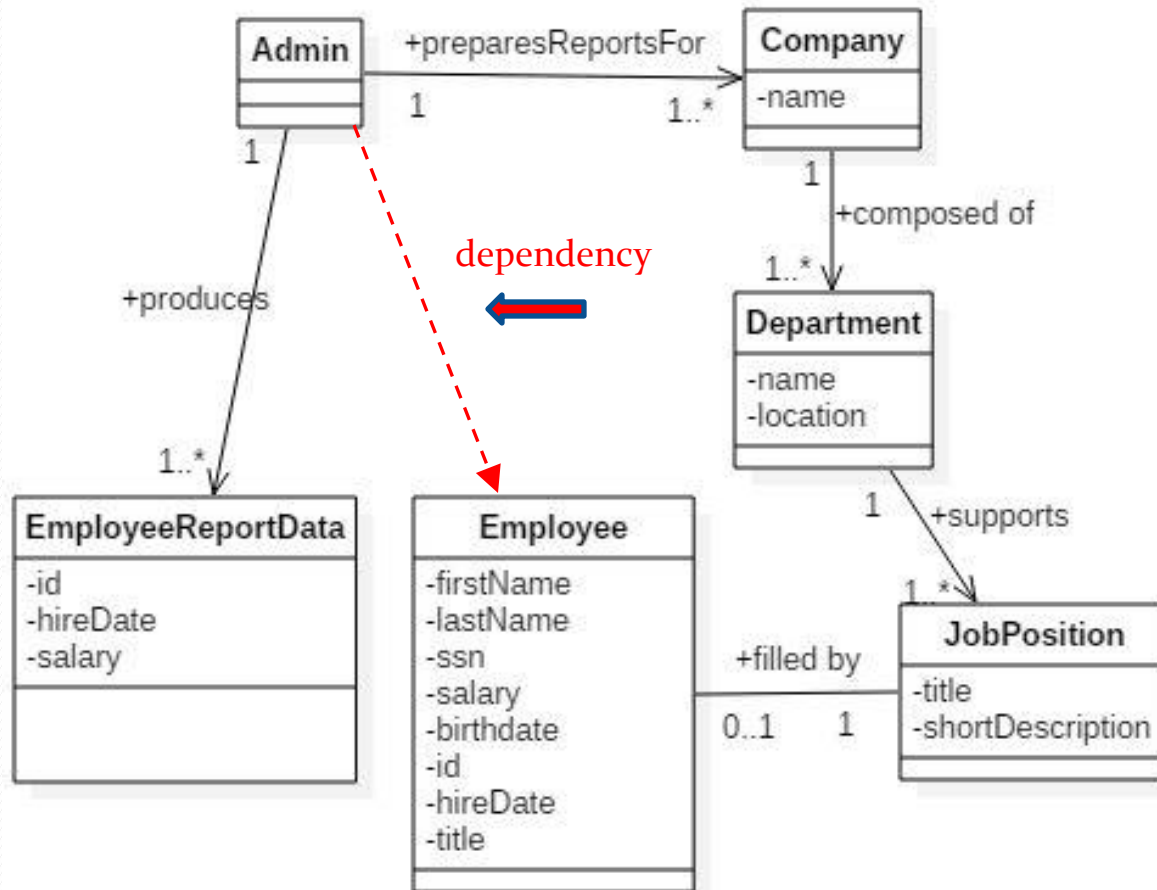 Admin
+preparesReportsFor
1
1..*
Company
-name
1
+composed of
1..*
1
+produces
1..*
dependency
Department
-name
-location
1
+supports
1..*
EmployeeReportData
-id
-hireDate
-salary
Employee
-firstName
-lastName
-ssn
-salary
-birthdate
-id
-hireDate
-title
+filled by
0..1
1
JobPosition
-title
-shortDescription